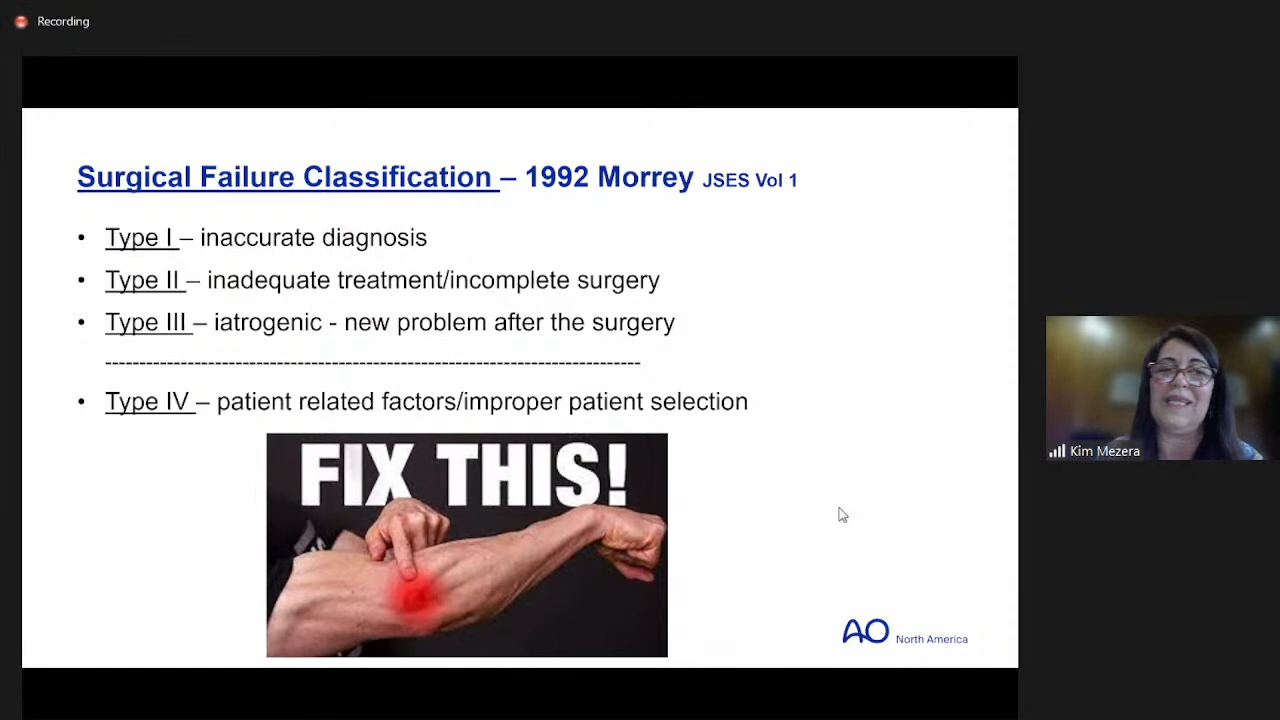 Recording
Surgical Failure Classification – 1992 Morrey JSES Vol 1
• Type I – inaccurate diagnosis
• Type II – inadequate treatment/incomplete surgery
• Type III – iatrogenic - new problem after the surgery
------------------------------------------------------------------------------
• Type IV – patient related factors/improper patient selection
FIX THIS!
Kim Mezera
AO North America